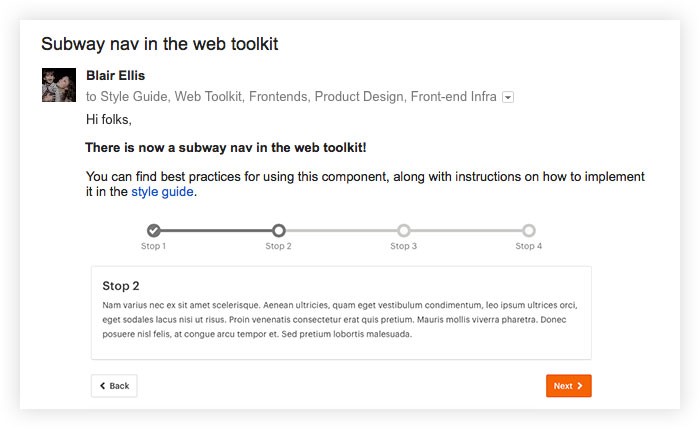 Subway nav in the web toolkit
Blair Ellis
to Style Guide, Web Toolkit, Frontends, Product Design, Front-end Infra
Hi folks,
There is now a subway nav in the web toolkit!
You can find best practices for using this component, along with instructions on how to implement
it in the style guide.
Stop 1 Stop 2 Stop 3 Stop 4
Stop 2
Nam varius nec ex sit amet scelerisque. Aenean ultricies, quam eget vestibulum condimentum, leo ipsum ultrices orci,
eget sodales lacus nisi ut risus. Proin venenatis consectetur erat quis pretium. Mauris mollis viverra pharetra. Donec
posuere nisl felis, at congue arcu tempor et. Sed pretium lobortis malesuada.
Back Next